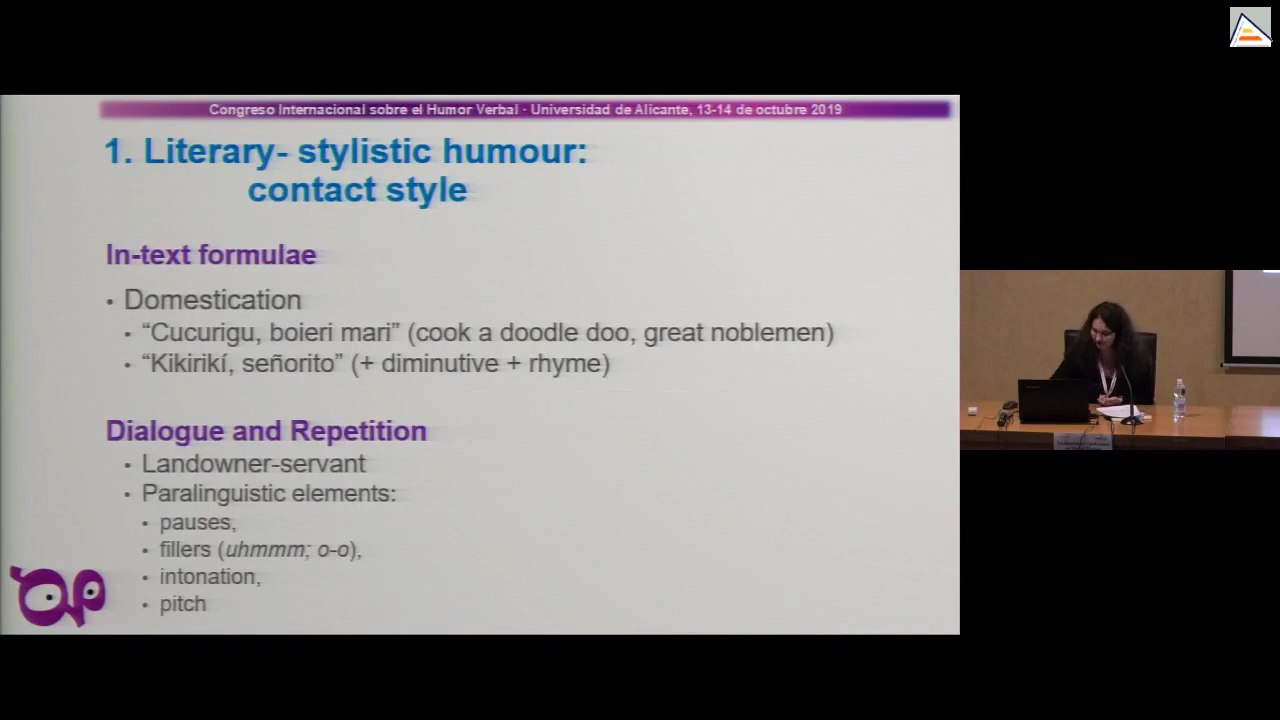 Congreso Internacional sobre el Humor Verbal · Universidad de Alicante, 13-14 de octubre 2019
1. Literary- stylistic humour:
contact style
In-text formulae
• Domestication
• “Cucurigu, boieri mari” (cook a doodle doo, great noblemen)
• “Kikirikí, señorito” (+ diminutive + rhyme)
Dialogue and Repetition
• Landowner-servant
• Paralinguistic elements:
• pauses,
• fillers (uhmmm; o-o),
• intonation,
• pitch